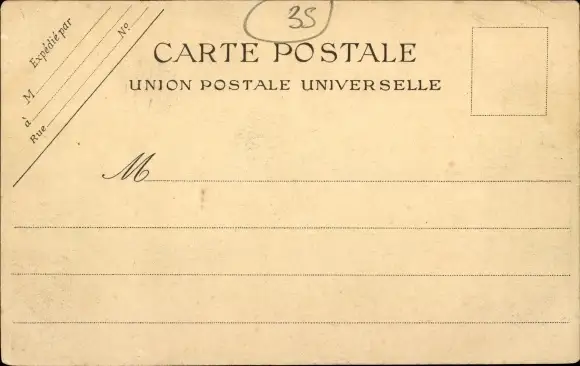 35
CARTE POSTALE
UNION POSTALE UNIVERSELLE
Expédié par
M
à
Rue
Nº
M